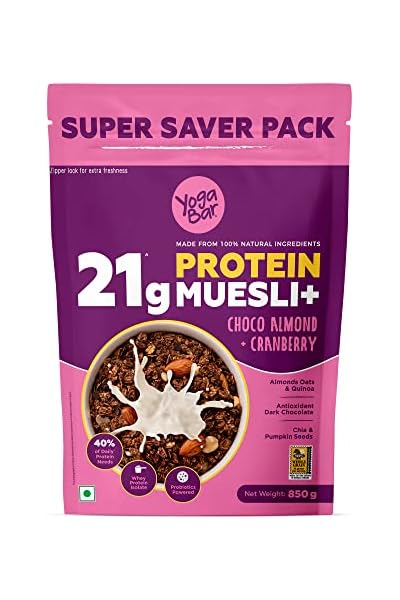 SUPER SAVER PACK
Zipper lock for extra freshness
Yoga
Bar
MADE FROM 100% NATURAL INGREDIENTS
21g^ PROTEIN
MUESLI+
CHOCO ALMOND
+ CRANBERRY
Almonds Oats
& Quinoa
Antioxidant
Dark Chocolate
Chia &
Pumpkin Seeds
40%
of Daily
Protein
Needs
Whey
Protein
Isolate
Probiotics
Powered
WHOLE
GRAIN
Net Weight: 850 g